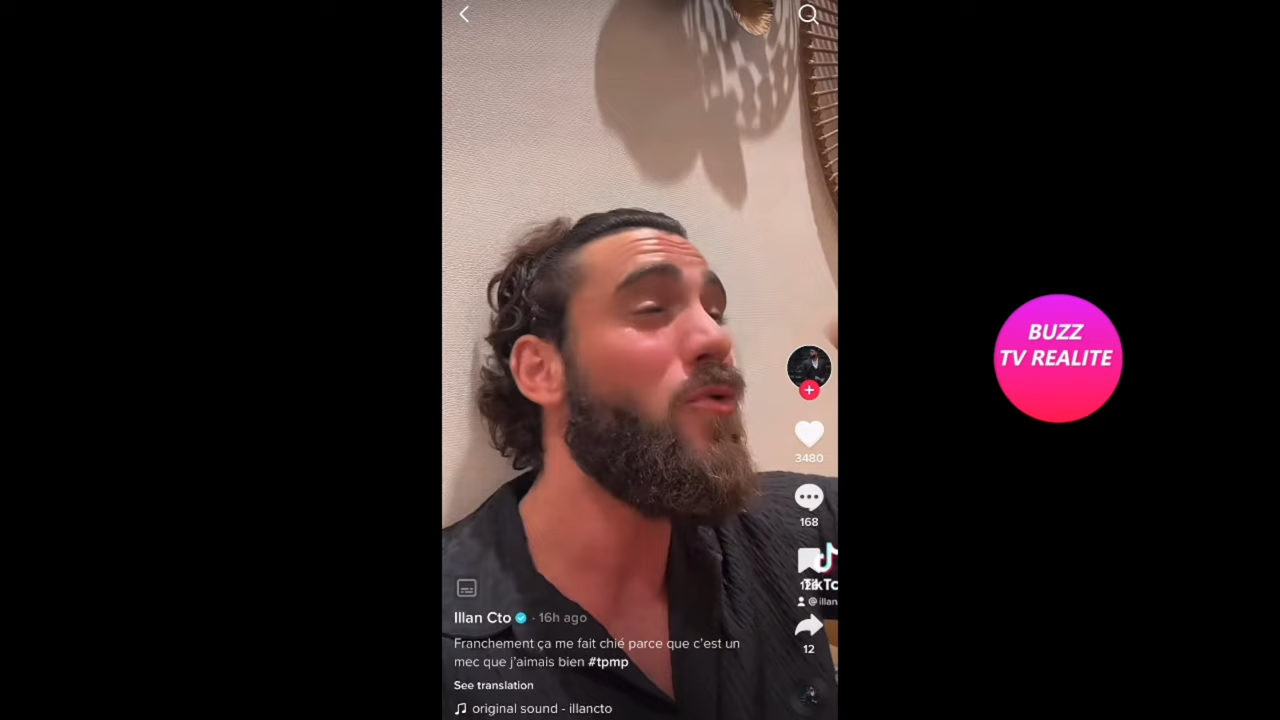 BUZZ
TV REALITE
3480
168
12
Illan Cto · 16h ago
Franchement ça me fait chié parce que c'est un
mec que j'aimais bien #tpmp
See translation
original sound - illancto